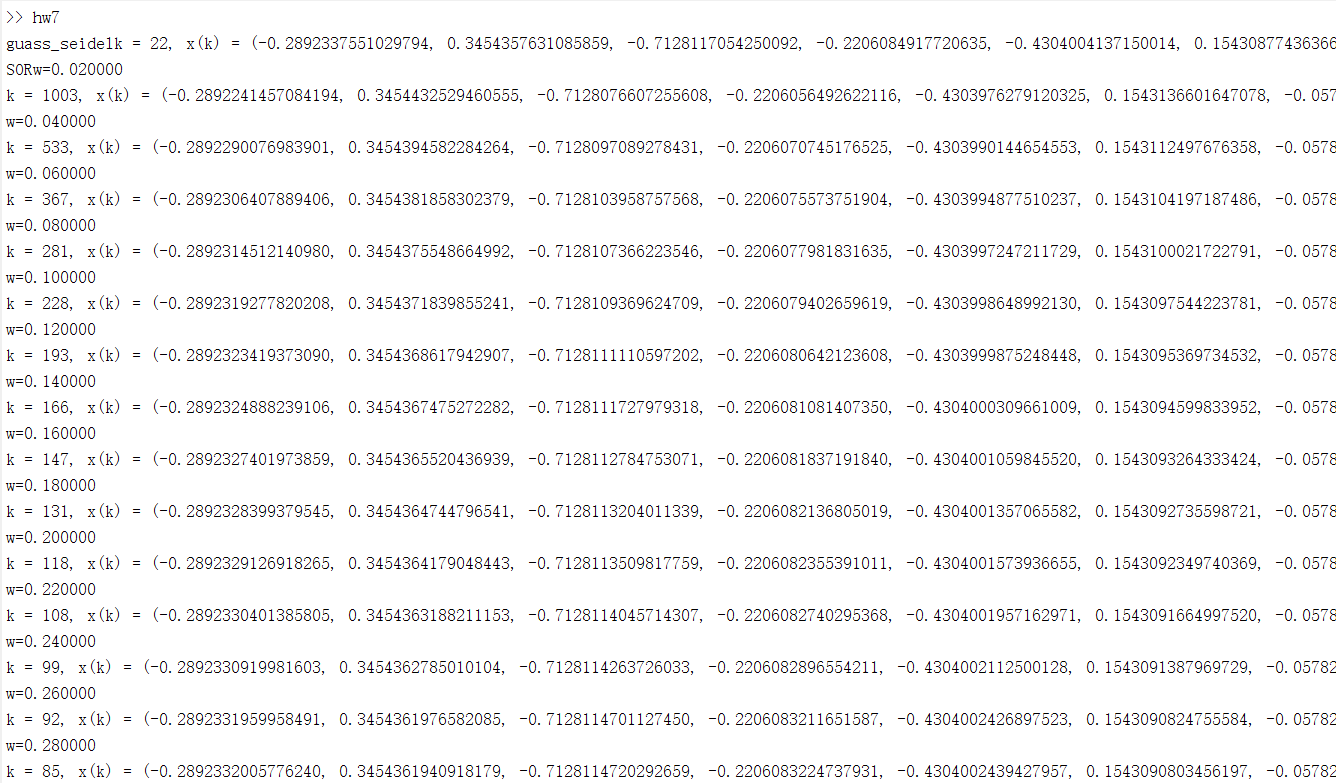 >> hw7
guass_seidelk = 22, x(k) = (-0.2892337551029794, 0.3454357631085859, -0.7128117054250092, -0.2206084917720635, -0.4304004137150014, 0.15430877436366
SORw=0.020000
k = 1003, x(k) = (-0.2892241457084194, 0.3454432529460555, -0.7128076607255608, -0.2206056492622116, -0.4303976279120325, 0.1543136601647078, -0.057
w=0.040000
k = 533, x(k) = (-0.2892290076983901, 0.3454394582284264, -0.7128097089278431, -0.2206070745176525, -0.4303990144654553, 0.1543112497676358, -0.0578
w=0.060000
k = 367, x(k) = (-0.2892306407889406, 0.3454381858302379, -0.7128103958757568, -0.2206075573751904, -0.4303994877510237, 0.1543104197187486, -0.0578
w=0.080000
k = 281, x(k) = (-0.2892314512140980, 0.3454375548664992, -0.7128107366223546, -0.2206077981831635, -0.4303997247211729, 0.1543100021722791, -0.0578
w=0.100000
k = 228, x(k) = (-0.2892319277820208, 0.3454371839855241, -0.7128109369624709, -0.2206079402659619, -0.4303998648992130, 0.1543097544223781, -0.0578
w=0.120000
k = 193, x(k) = (-0.2892323419373090, 0.3454368617942907, -0.7128111110597202, -0.2206080642123608, -0.4303999875248448, 0.1543095369734532, -0.0578
w=0.140000
k = 166, x(k) = (-0.2892324888239106, 0.3454367475272282, -0.7128111727979318, -0.2206081081407350, -0.4304000309661009, 0.1543094599833952, -0.0578
w=0.160000
k = 147, x(k) = (-0.2892327401973859, 0.3454365520436939, -0.7128112784753071, -0.2206081837191840, -0.4304001059845520, 0.1543093264333424, -0.0578
w=0.180000
k = 131, x(k) = (-0.2892328399379545, 0.3454364744796541, -0.7128113204011339, -0.2206082136805019, -0.4304001357065582, 0.1543092735598721, -0.0578
w=0.200000
k = 118, x(k) = (-0.2892329126918265, 0.3454364179048443, -0.7128113509817759, -0.2206082355391011, -0.4304001573936655, 0.1543092349740369, -0.0578
w=0.220000
k = 108, x(k) = (-0.2892330401385805, 0.3454363188211153, -0.7128114045714307, -0.2206082740295368, -0.4304001957162971, 0.1543091664997520, -0.0578
w=0.240000
k = 99, x(k) = (-0.2892330919981603, 0.3454362785010104, -0.7128114263726033, -0.2206082896554211, -0.4304002112500128, 0.1543091387969729, -0.05782
w=0.260000
k = 92, x(k) = (-0.2892331959958491, 0.3454361976582085, -0.7128114701127450, -0.2206083211651587, -0.4304002426897523, 0.1543090824755584, -0.05782
w=0.280000
k = 85, x(k) = (-0.2892332005776240, 0.3454361940918179, -0.7128114720292659, -0.2206083224737931, -0.4304002439427957, 0.1543090803456197, -0.05782